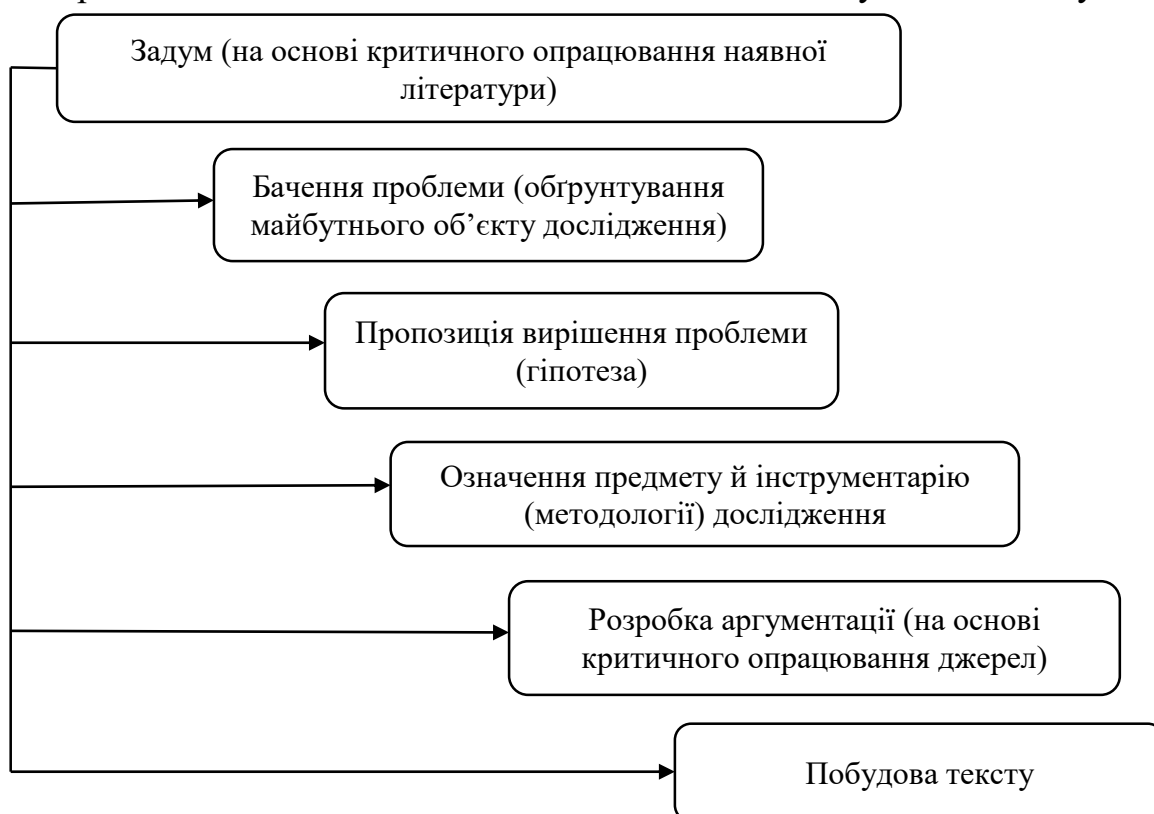 Задум (на основі критичного опрацювання наявної
літератури)
Бачення проблеми (обґрунтування
майбутнього об’єкту дослідження)
Пропозиція вирішення проблеми
(гіпотеза)
Означення предмету й інструментарію
(методології) дослідження
Розробка аргументації (на основі
критичного опрацювання джерел)
Побудова тексту